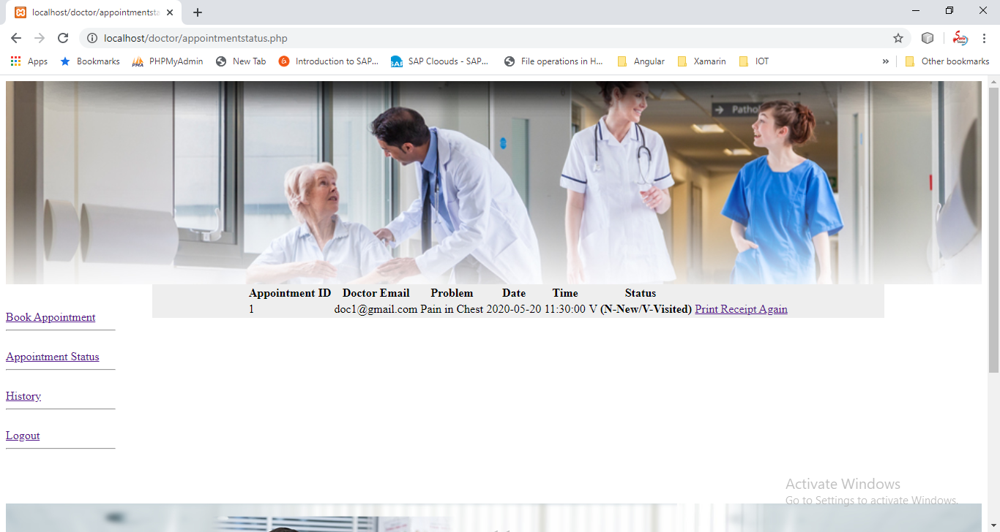 localhost/doctor/appointmentsta
localhost/doctor/appointmentstatus.php
Apps Bookmarks PHPMyAdmin New Tab Introduction to SAP... SAP Clooouds - SAP... File operations in H... Angular Xamarin IOT » Other bookmarks
Appointment ID Doctor Email Problem Date Time Status
1 doc1@gmail.com Pain in Chest 2020-05-20 11:30:00 V (N-New/V-Visited) Print Receipt Again
Book Appointment
Appointment Status
History
Logout
Activate Windows
Go to Settings to activate Windows.